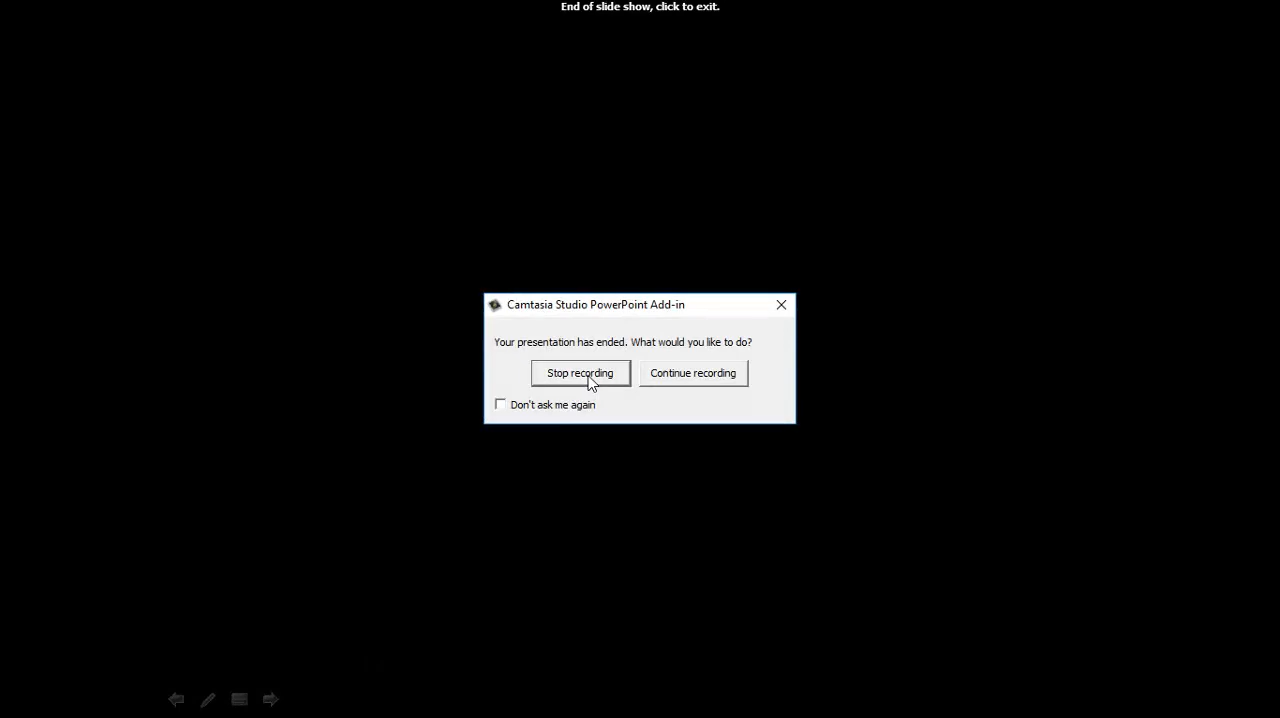 End of slide show, click to exit.
Camtasia Studio PowerPoint Add-in
Your presentation has ended. What would you like to do?
Stop recording
Continue recording
Don't ask me again